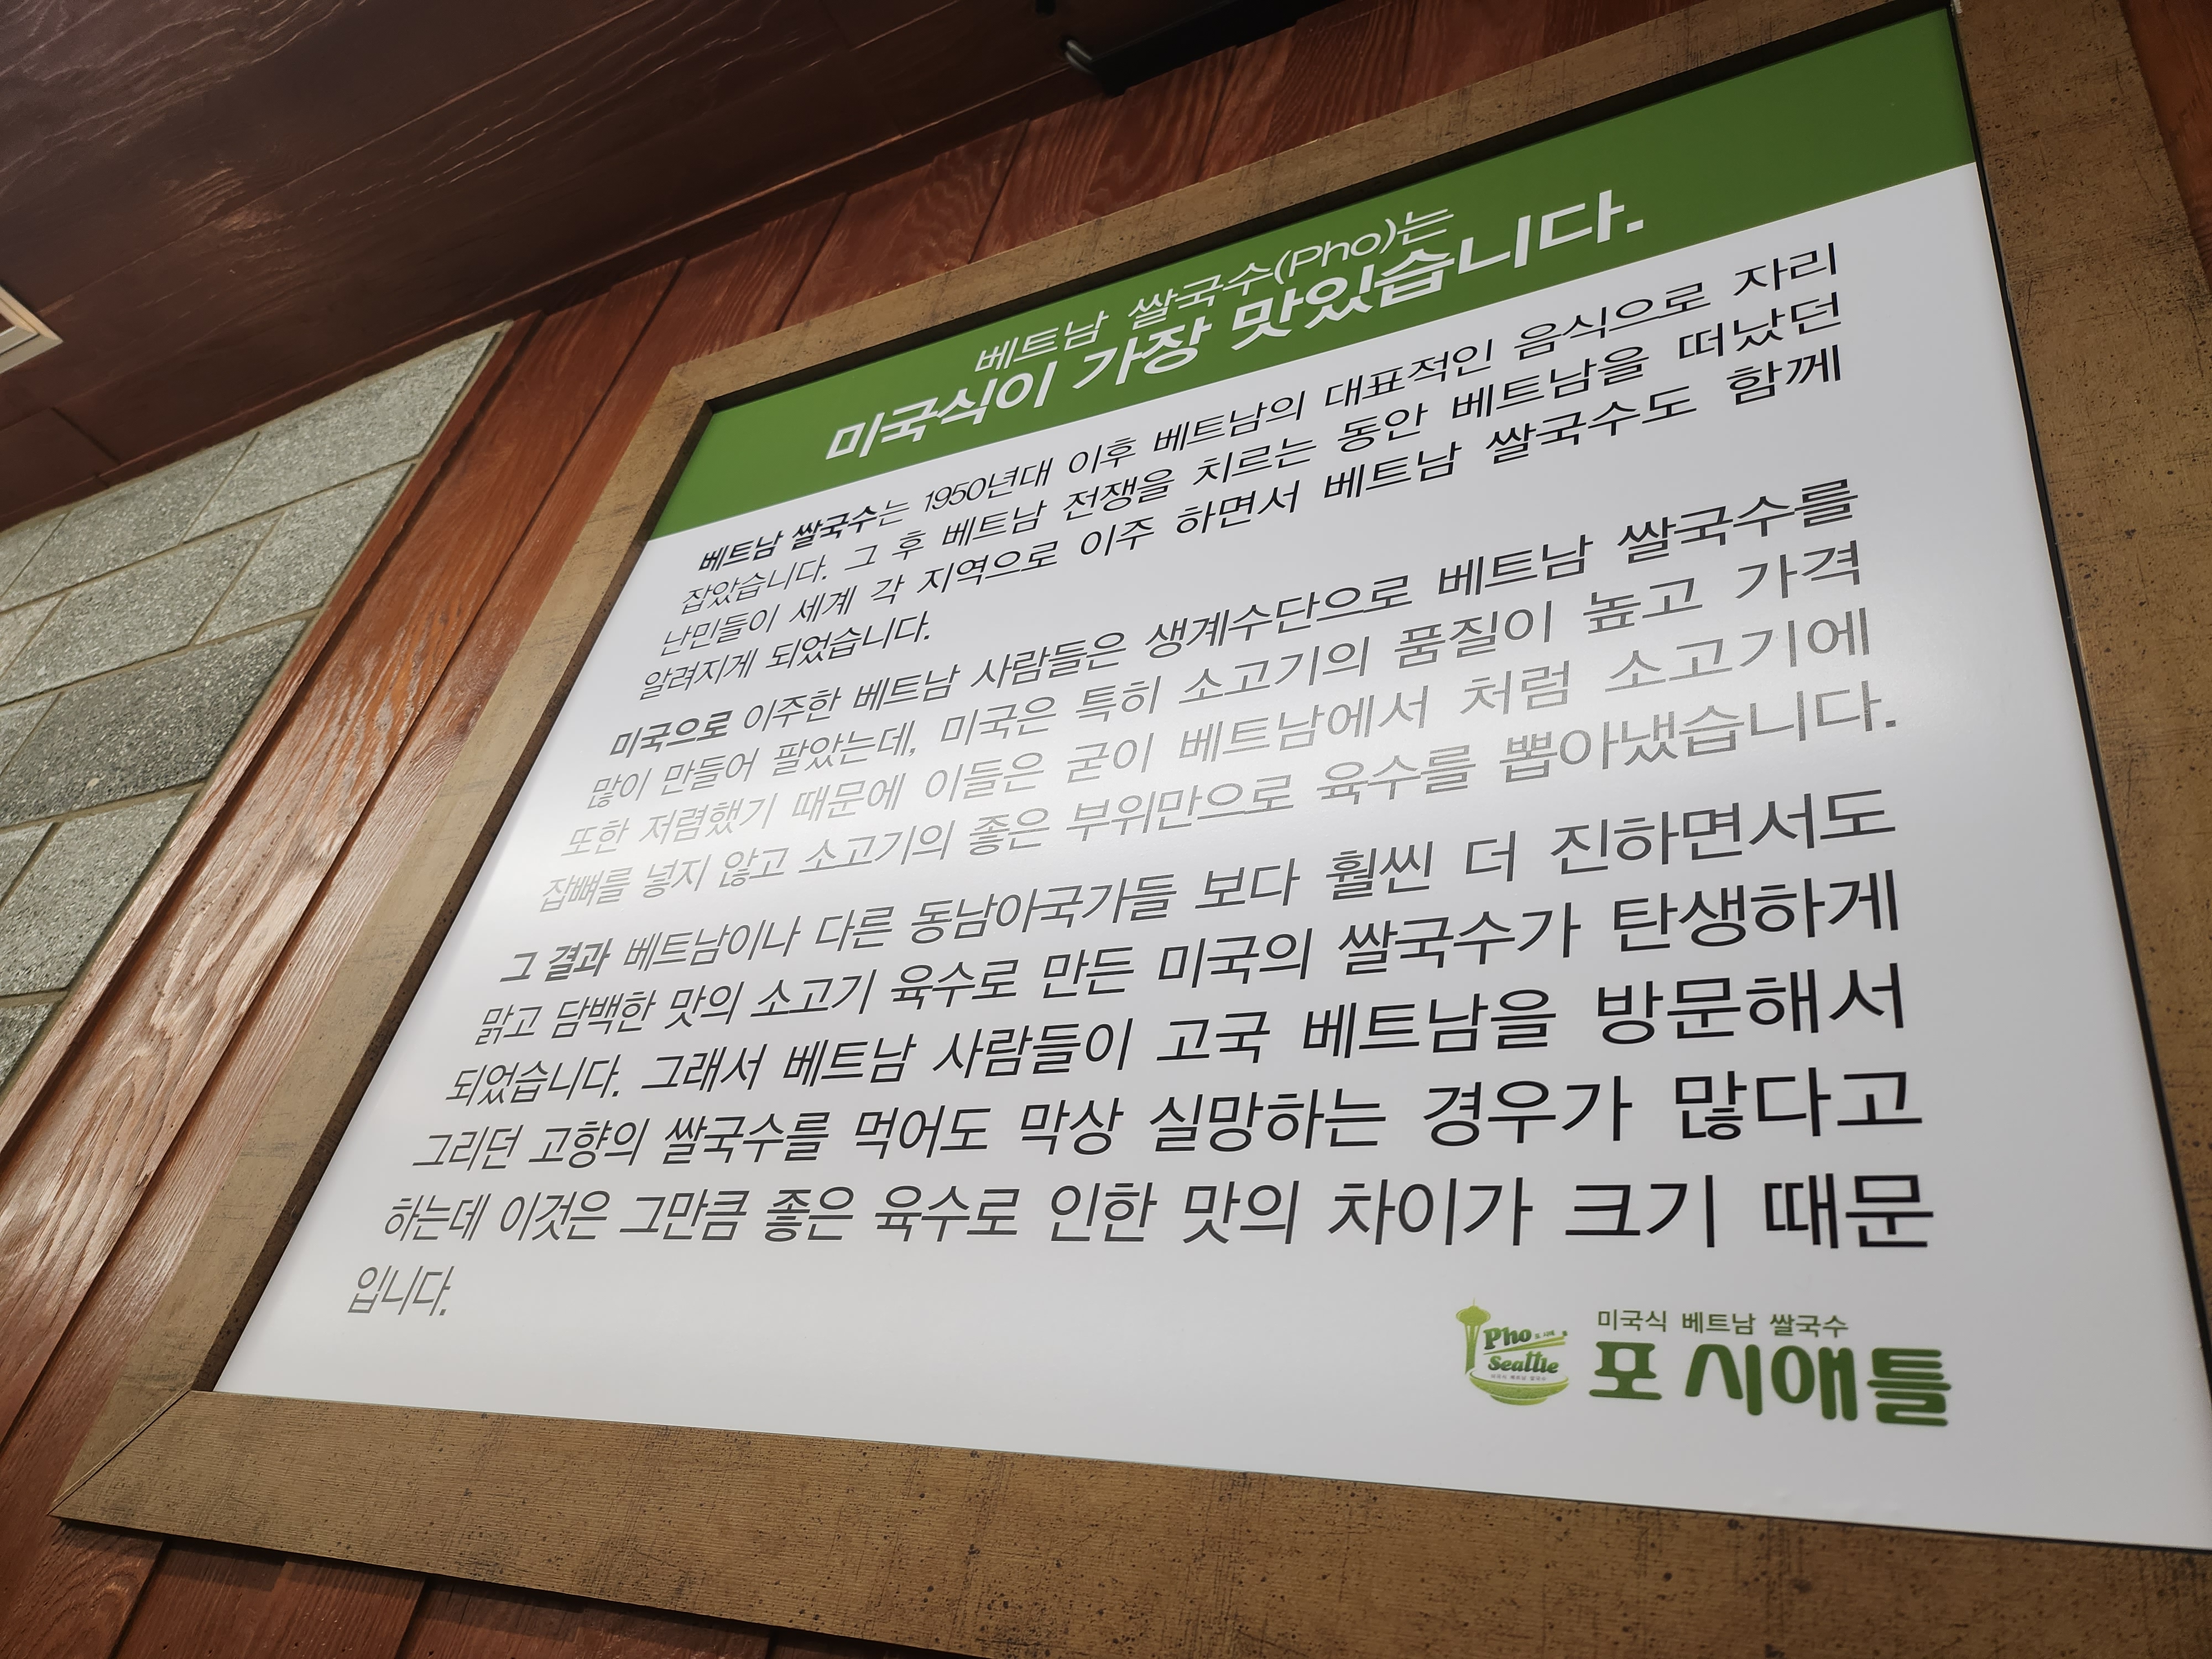 베트남 쌀국수(Pho)는
미국식이 가장 맛있습니다.
베트남 쌀국수는 1950년대 이후 베트남의 대표적인 음식으로 자리
잡았습니다. 그 후 베트남 전쟁을 치르는 동안 베트남을 떠났던
난민들이 세계 각 지역으로 이주 하면서 베트남 쌀국수도 함께
알려지게 되었습니다.
미국으로 이주한 베트남 사람들은 생계수단으로 베트남 쌀국수를
많이 만들어 팔았는데, 미국은 특히 소고기의 품질이 높고 가격
또한 저렴했기 때문에 이들은 굳이 베트남에서 처럼 소고기에
잡뼈를 넣지 않고 소고기의 좋은 부위만으로 육수를 뽑아냈습니다.
그 결과 베트남이나 다른 동남아국가들 보다 훨씬 더 진하면서도
맑고 담백한 맛의 소고기 육수로 만든 미국의 쌀국수가 탄생하게
되었습니다. 그래서 베트남 사람들이 고국 베트남을 방문해서
그리던 고향의 쌀국수를 먹어도 막상 실망하는 경우가 많다고
하는데 이것은 그만큼 좋은 육수로 인한 맛의 차이가 크기 때문
입니다.
미국식 베트남 쌀국수
포 시애틀
Pho
Seattle